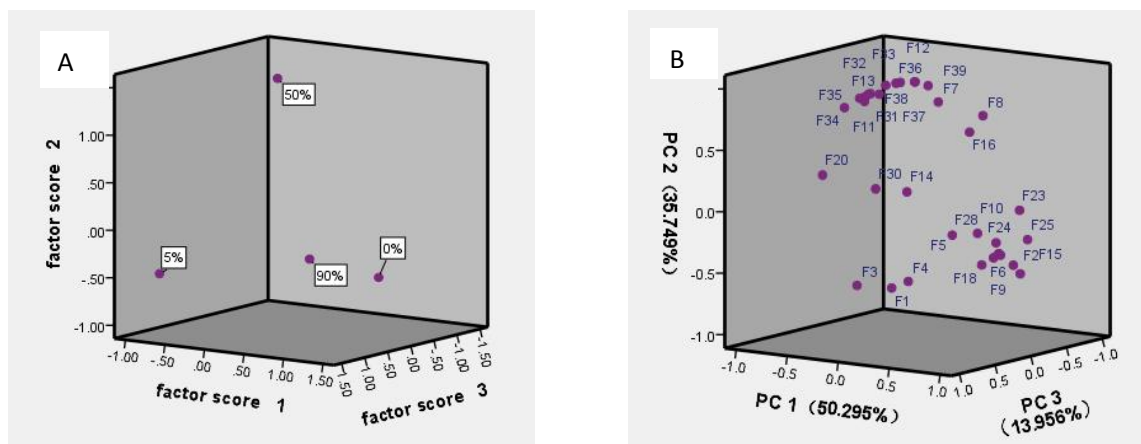 A
50%
1.00
.50
.00
-.50
-1.00
factor score 2
5%
90%
0%
-1.00
-.50
.00
.50
1.00
1.50
factor score 1
1.50
1.00
.50
.00
-.50
-1.00
-1.50
factor score 3
B
F12
F33
F32
F36
F39
F13
F7
F35
F38
F8
F34
F11
F31
F37
F16
0.5
F20
F30
F14
0.0
F23
F10
F28
F25
F24
F5
F2
F15
-0.5
F3
F4
F18
F6
F9
F1
-1.0
PC 2 (35.749%)
-1.0
-0.5
0.0
0.5
1.0
PC 1 (50.295%)
1.0
0.5
0.0
-0.5
-1.0
PC 3
(13.956%)